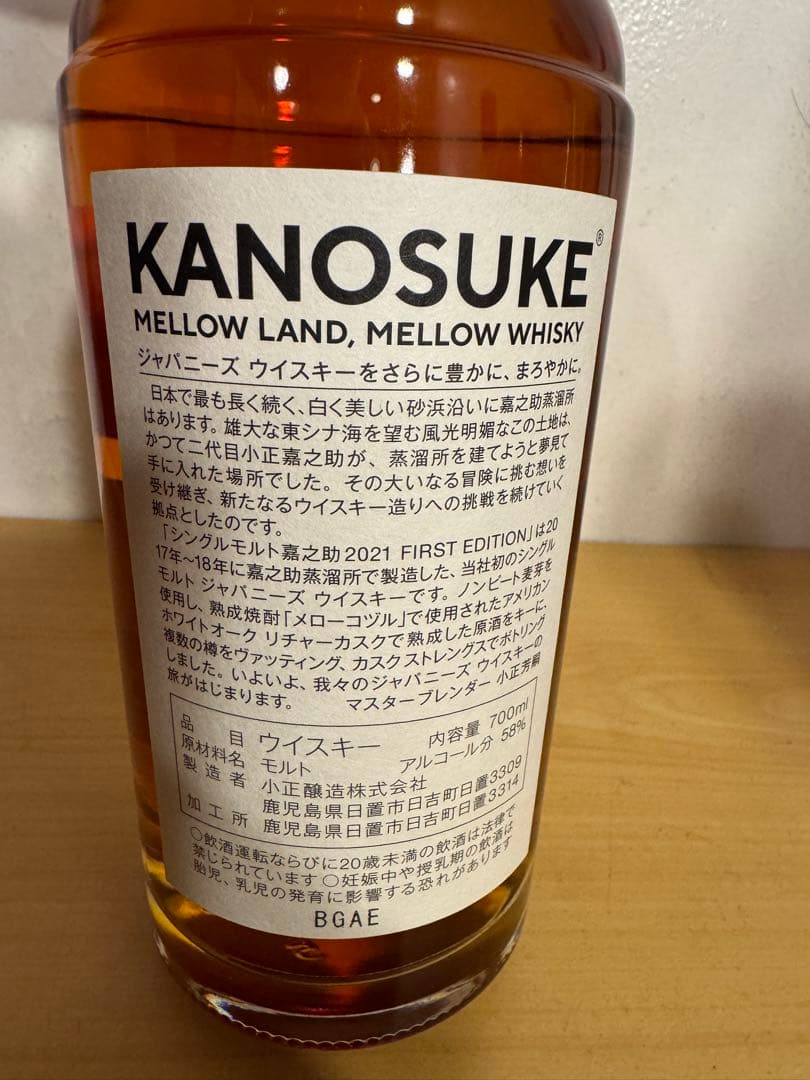 KANOSUKE®
MELLOW LAND, MELLOW WHISKY
ジャパニーズ ウイスキーをさらに豊かに、まろやかに。
日本で最も長く続く、白く美しい砂浜沿いに嘉之助蒸溜所
はあります。雄大な東シナ海を望む風光明媚なこの土地は、
かつて二代目小正嘉之助が、蒸溜所を建てようと夢見て
手に入れた場所でした。その大いなる冒険に挑む想いを
受け継ぎ、新たなるウイスキー造りへの挑戦を続けていく
拠点としたのです。
「シングルモルト嘉之助 2021 FIRST EDITION」は20
17年〜18年に嘉之助蒸溜所で製造した、当社初のシングル
モルト ジャパニーズ ウイスキーです。ノンピート麦芽を
使用し、熟成焼酎「メローコヅル」で使用されたアメリカン
ホワイトオーク リチャーカスクで熟成した原酒をキーに、
複数の樽をヴァッティング、カスクストレングスでボトリング
しました。いよいよ、我々のジャパニーズ ウイスキーの
旅がはじまります。 マスターブレンダー 小正芳嗣
品目 ウイスキー 内容量 700ml
原材料名 モルト アルコール分 58%
製造者 小正醸造株式会社
鹿児島県日置市日吉町日置3309
加工所 鹿児島県日置市日吉町日置3314
○飲酒運転ならびに20歳未満の飲酒は法律で
禁じられています ○妊娠中や授乳期の飲酒は
胎児、乳児の発育に影響する恐れがあります
BGAE